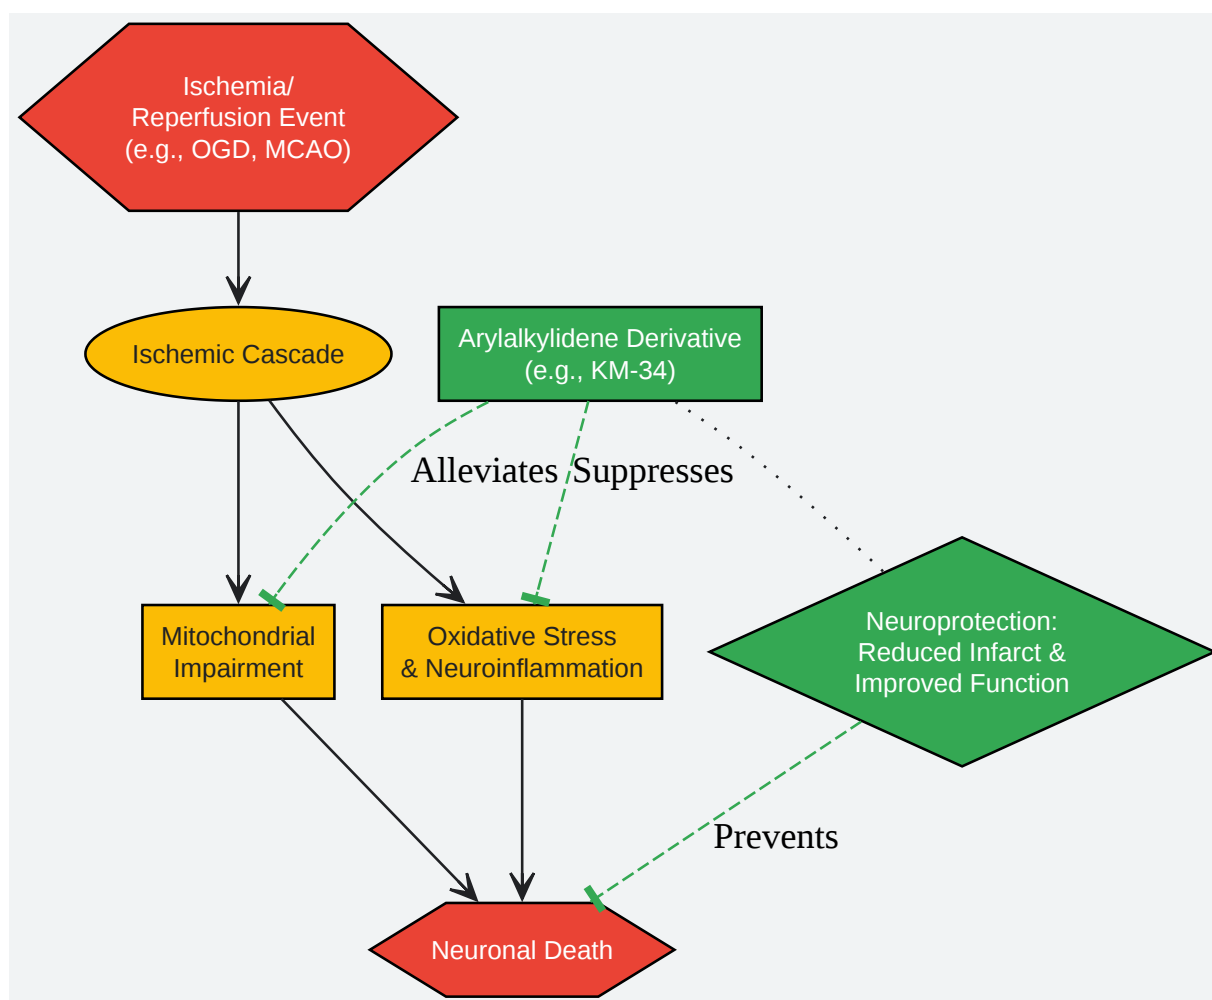 Ischemia/
Reperfusion Event
(e.g., OGD, MCAO)
Ischemic Cascade
Arylalkylidene Derivative
(e.g., KM-34)
Alleviates
Suppresses
Mitochondrial
Impairment
Oxidative Stress
& Neuroinflammation
Neuroprotection:
Reduced Infarct &
Improved Function
Prevents
Neuronal Death